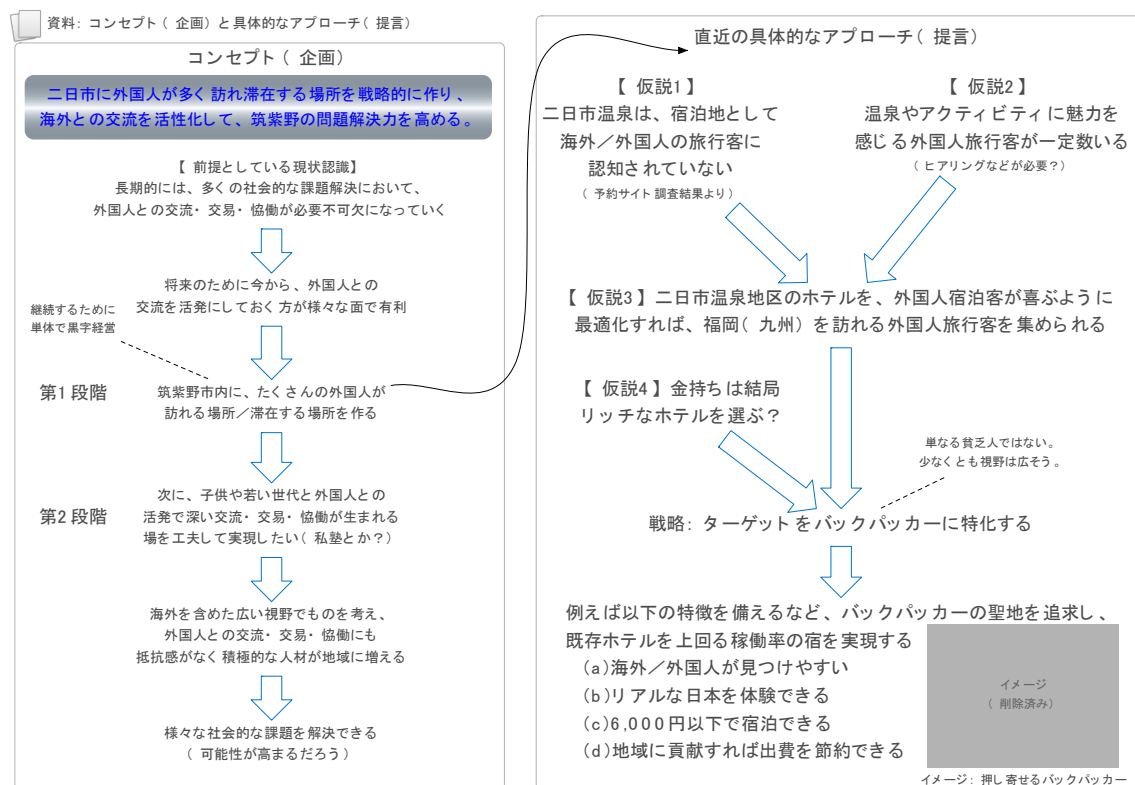 資料: コンセプト( 企画) と具体的なアプローチ( 提言)
コンセプト( 企画)
二日市に外国人が多く訪れ滞在する場所を戦略的に作り、
海外との交流を活性化して、筑紫野の問題解決力を高める。
【 前提としている現状認識】
長期的には、多くの社会的な課題解決において、
外国人との交流・ 交易・ 恊働が必要不可欠になっていく
将来のために今から、外国人との
交流を活発にしておく方が様々な面で有利
継続するために
単体で黒字経営
第1段階
筑紫野市内に、たくさんの外国人が
訪れる場所／滞在する場所を作る
第2段階
次に、子供や若い世代と外国人との
活発で深い交流・ 交易・ 恊働が生まれる
場を工夫して実現したい( 私塾とか？)
海外を含めた広い視野でものを考え、
外国人との交流・ 交易・ 恊働にも
抵抗感がなく積極的な人材が地域に増える
様々な社会的な課題を解決できる
( 可能性が高まるだろう)
直近の具体的なアプローチ( 提言)
【 仮説1】
二日市温泉は、宿泊地として
海外／外国人の旅行客に
認知されていない
( 予約サイト調査結果より)
【 仮説2】
温泉やアクティビティに魅力を
感じる外国人旅行客が一定数いる
( ヒアリングなどが必要？)
【 仮説3】二日市温泉地区のホテルを、外国人宿泊客が喜ぶように
最適化すれば、福岡( 九州) を訪れる外国人旅行客を集められる
【 仮説4】金持ちは結局
リッチなホテルを選ぶ？
単なる貧乏人ではない。
少なくとも視野は広そう。
戦略: ターゲットをバックパッカーに特化する
例えば以下の特徴を備えるなど、バックパッカーの聖地を追求し、
既存ホテルを上回る稼働率の宿を実現する
(a)海外／外国人が見つけやすい
(b)リアルな日本を体験できる
(c)6,000円以下で宿泊できる
(d)地域に貢献すれば出費を節約できる
イメージ
( 削除済み)
イメージ: 押し寄せるバックパッカー